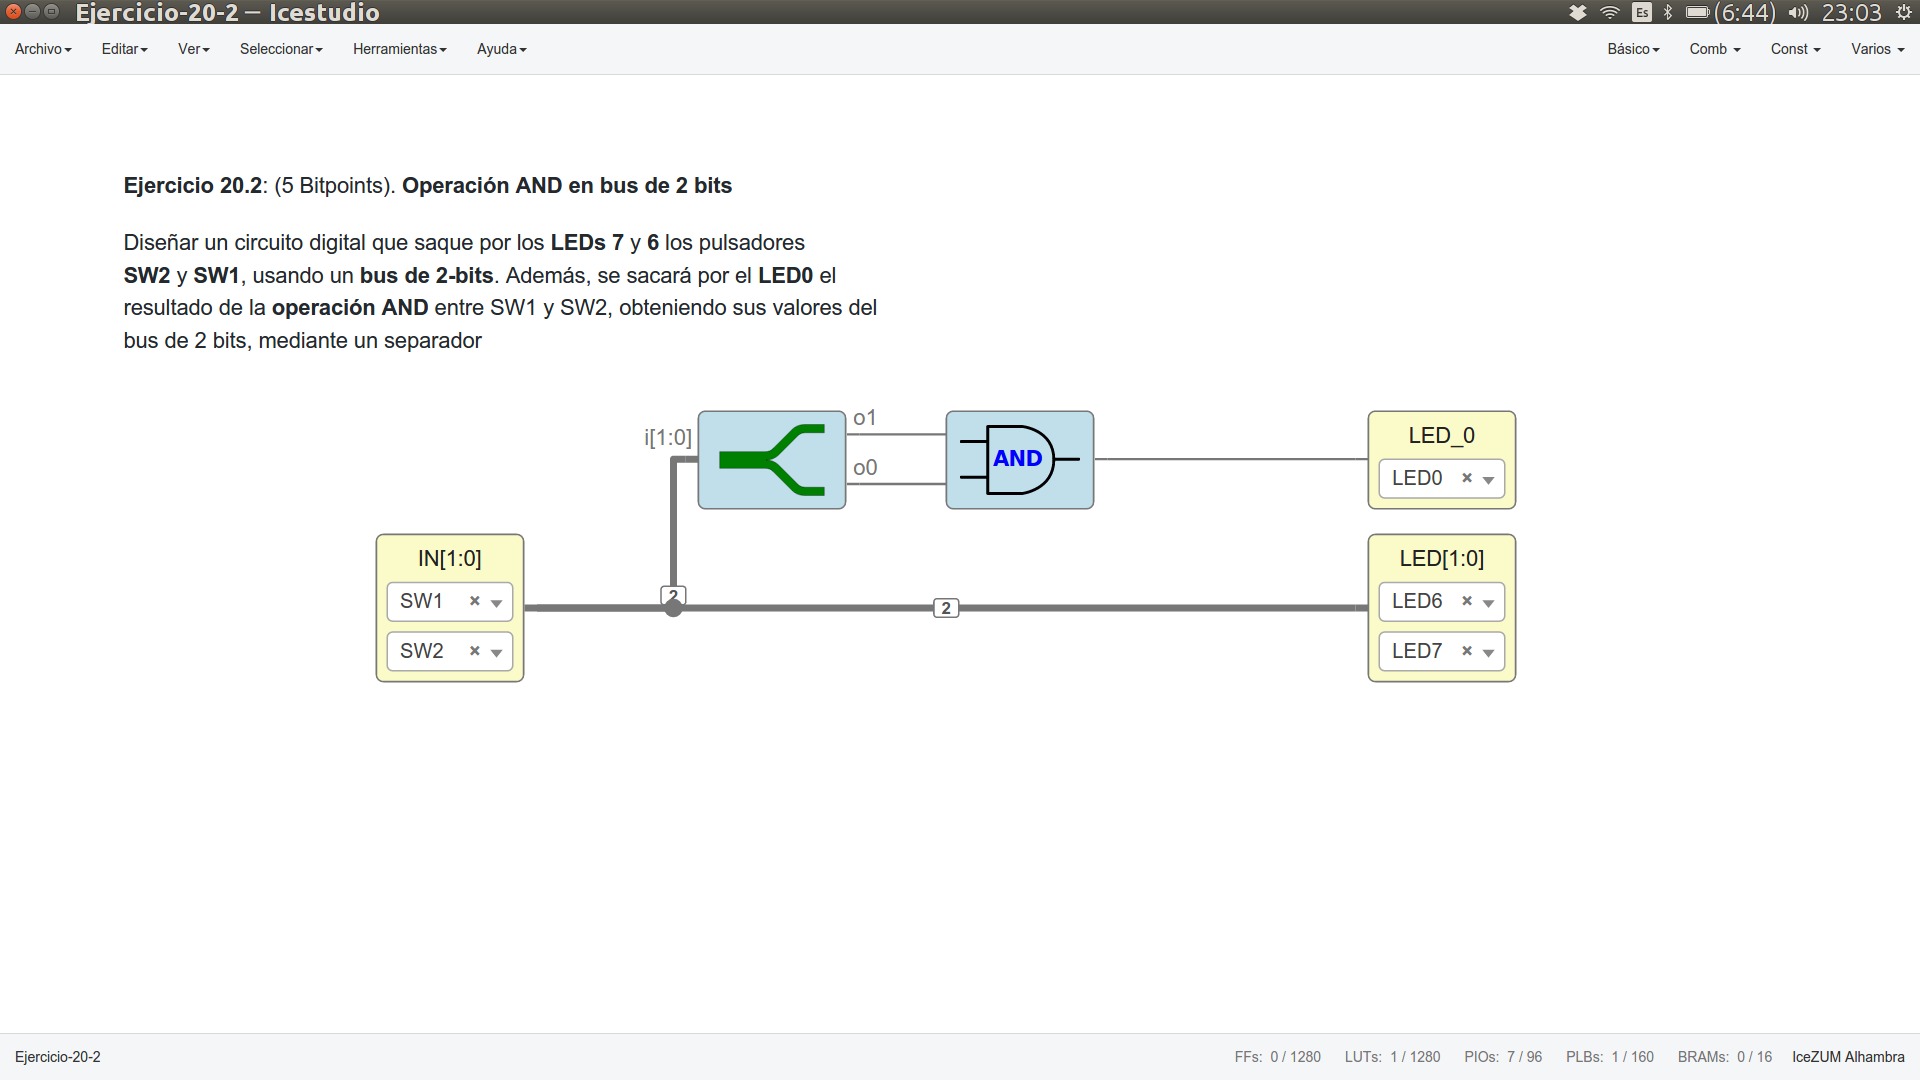 Ejercicio-20-2 — Icestudio
Es
(6:44)
23:03
Archivo Editar Ver Seleccionar Herramientas Ayuda
Básico Comb Const Varios
Ejercicio 20.2: (5 Bitpoints). Operación AND en bus de 2 bits
Diseñar un circuito digital que saque por los LEDs 7 y 6 los pulsadores
SW2 y SW1, usando un bus de 2-bits. Además, se sacará por el LED0 el
resultado de la operación AND entre SW1 y SW2, obteniendo sus valores del
bus de 2 bits, mediante un separador
i[1:0]
o1
o0
AND
LED_0
LED0
IN[1:0]
SW1
SW2
2
2
LED[1:0]
LED6
LED7
Ejercicio-20-2
FFs: 0 / 1280 LUTs: 1 / 1280 PIOs: 7 / 96 PLBs: 1 / 160 BRAMs: 0 / 16 IceZUM Alhambra